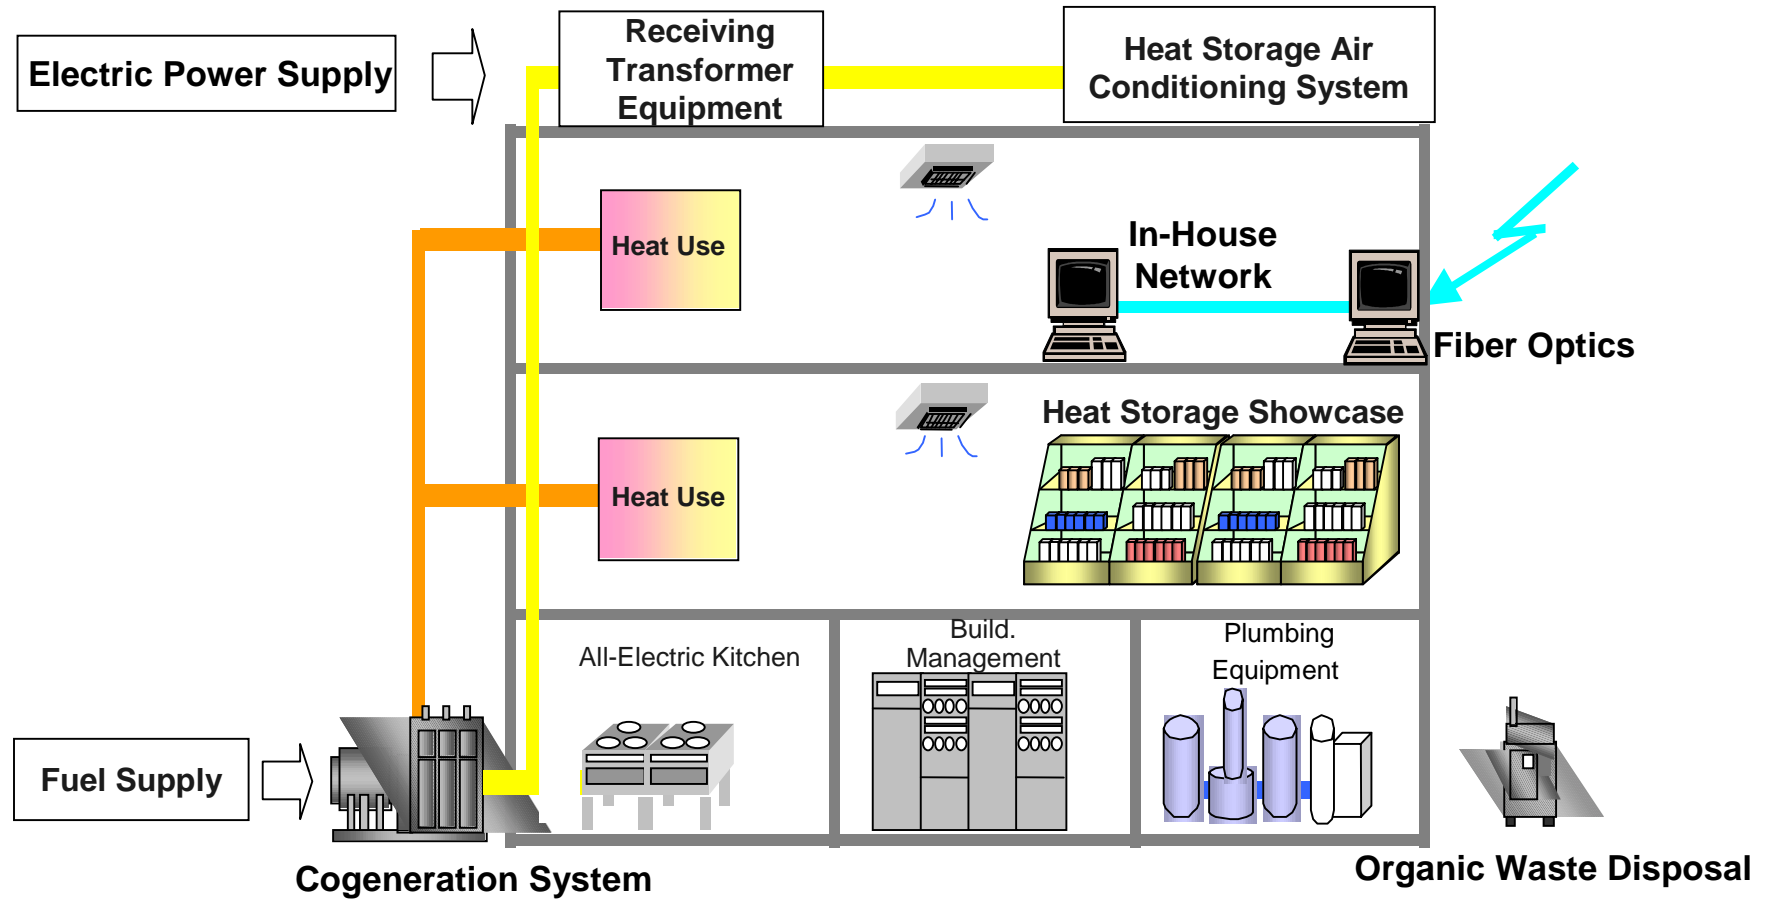 Electric Power Supply
Receiving
Transformer
Equipment
Heat Storage Air
Conditioning System
Heat Use
In-House
Network
Fiber Optics
Heat Use
Heat Storage Showcase
All-Electric Kitchen
Build.
Management
Plumbing
Equipment
Fuel Supply
Cogeneration System
Organic Waste Disposal